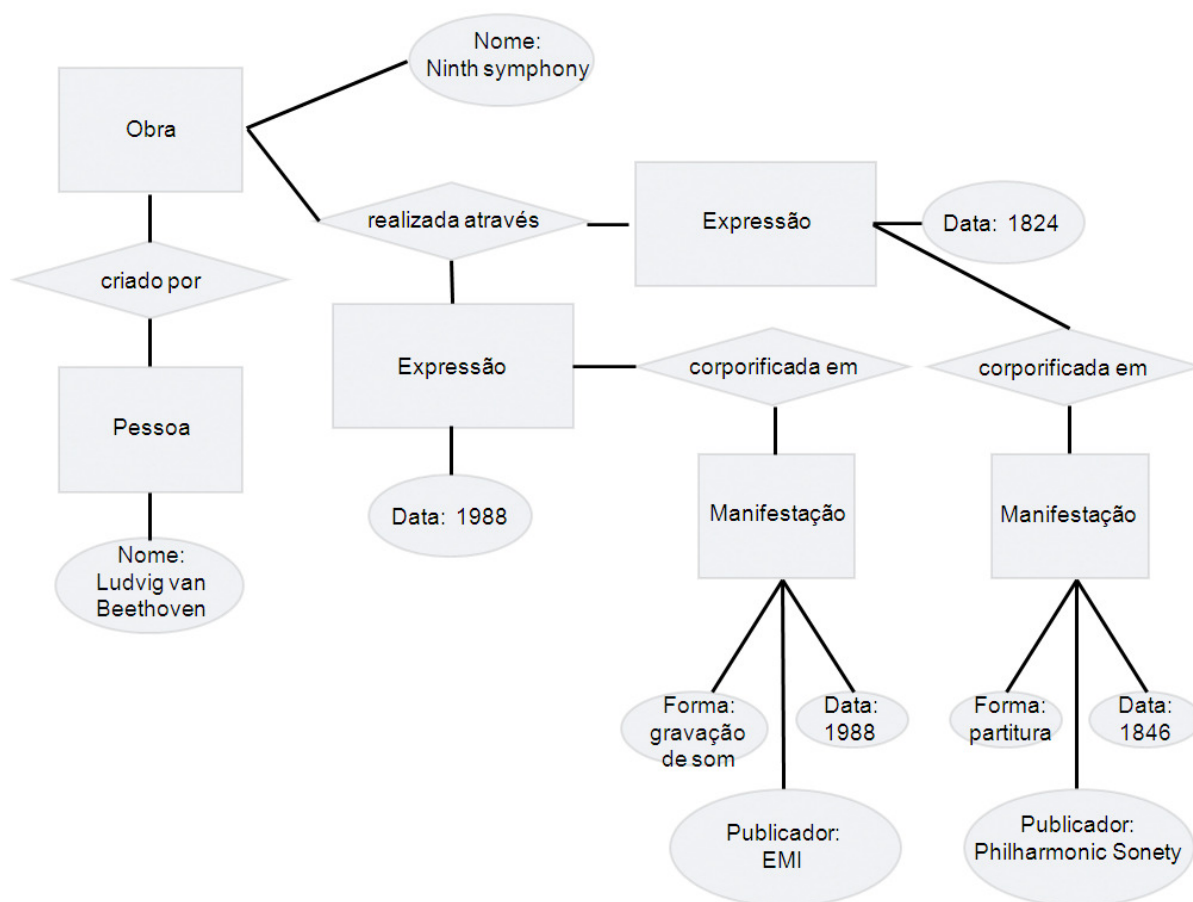 Nome:
Ninth symphony
Obra
realizada através
Expressão
Data: 1824
criado por
Expressão
corporificada em
corporificada em
Pessoa
Data: 1988
Manifestação
Manifestação
Nome:
Ludvig van
Beethoven
Forma:
gravação
de som
Data:
1988
Forma:
partitura
Data:
1846
Publicador:
EMI
Publicador:
Philharmonic Sonety